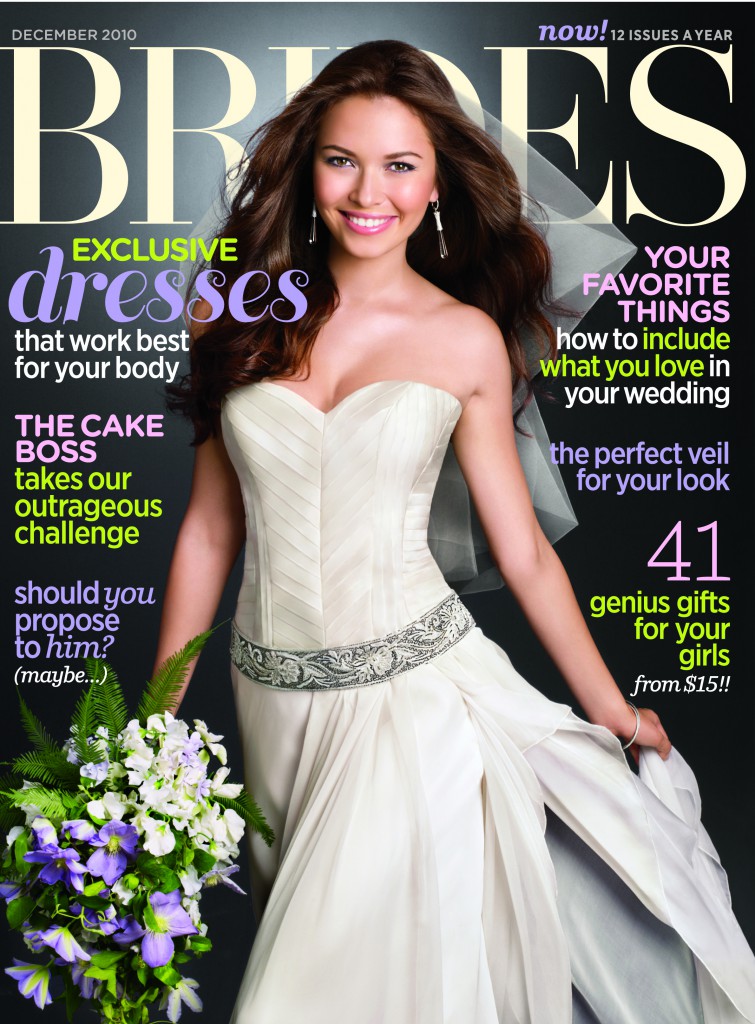 DECEMBER 2010
now! 12 ISSUES A YEAR
BRIDES
EXCLUSIVE
dresses
that work best
for your body
THE CAKE
BOSS
takes our
outrageous
challenge
should you
propose
to him?
(maybe...)
YOUR
FAVORITE
THINGS
how to include
what you love in
your wedding
the perfect veil
for your look
41
genius gifts
for your
girls
from $15!!